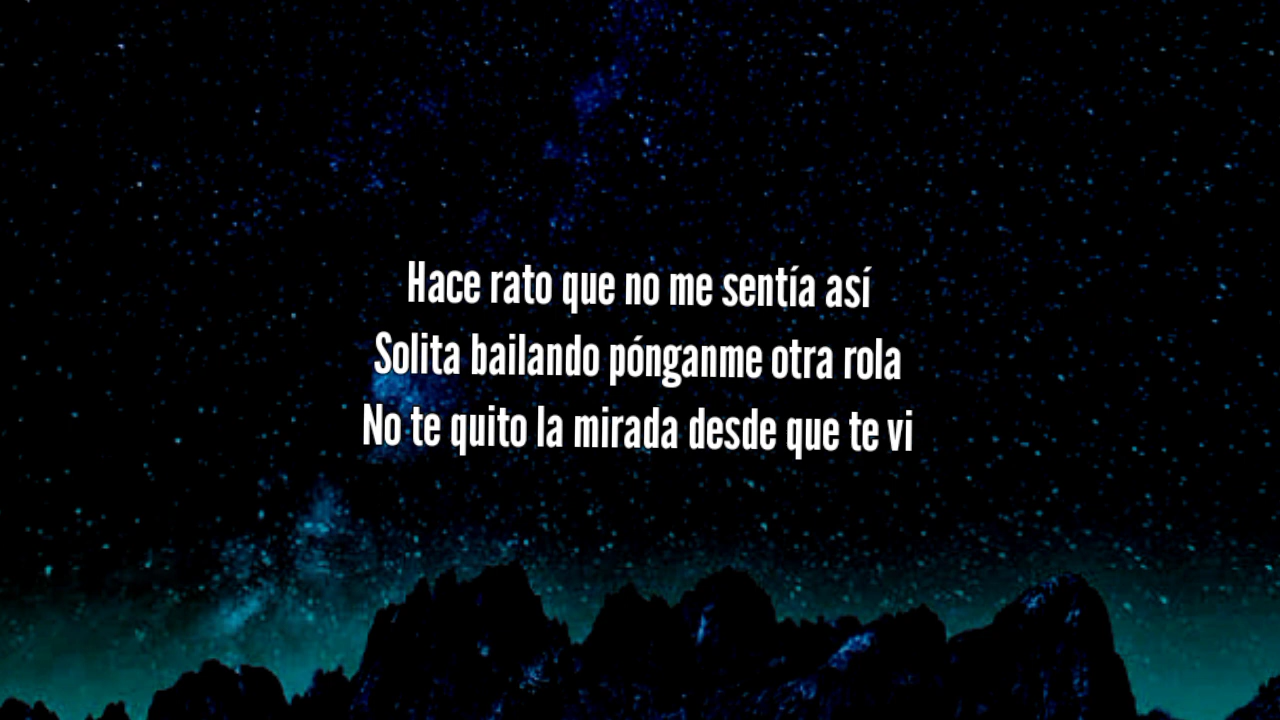 Hace rato que no me sentía así
Solita bailando pónganme otra rola
No te quito la mirada desde que te vi